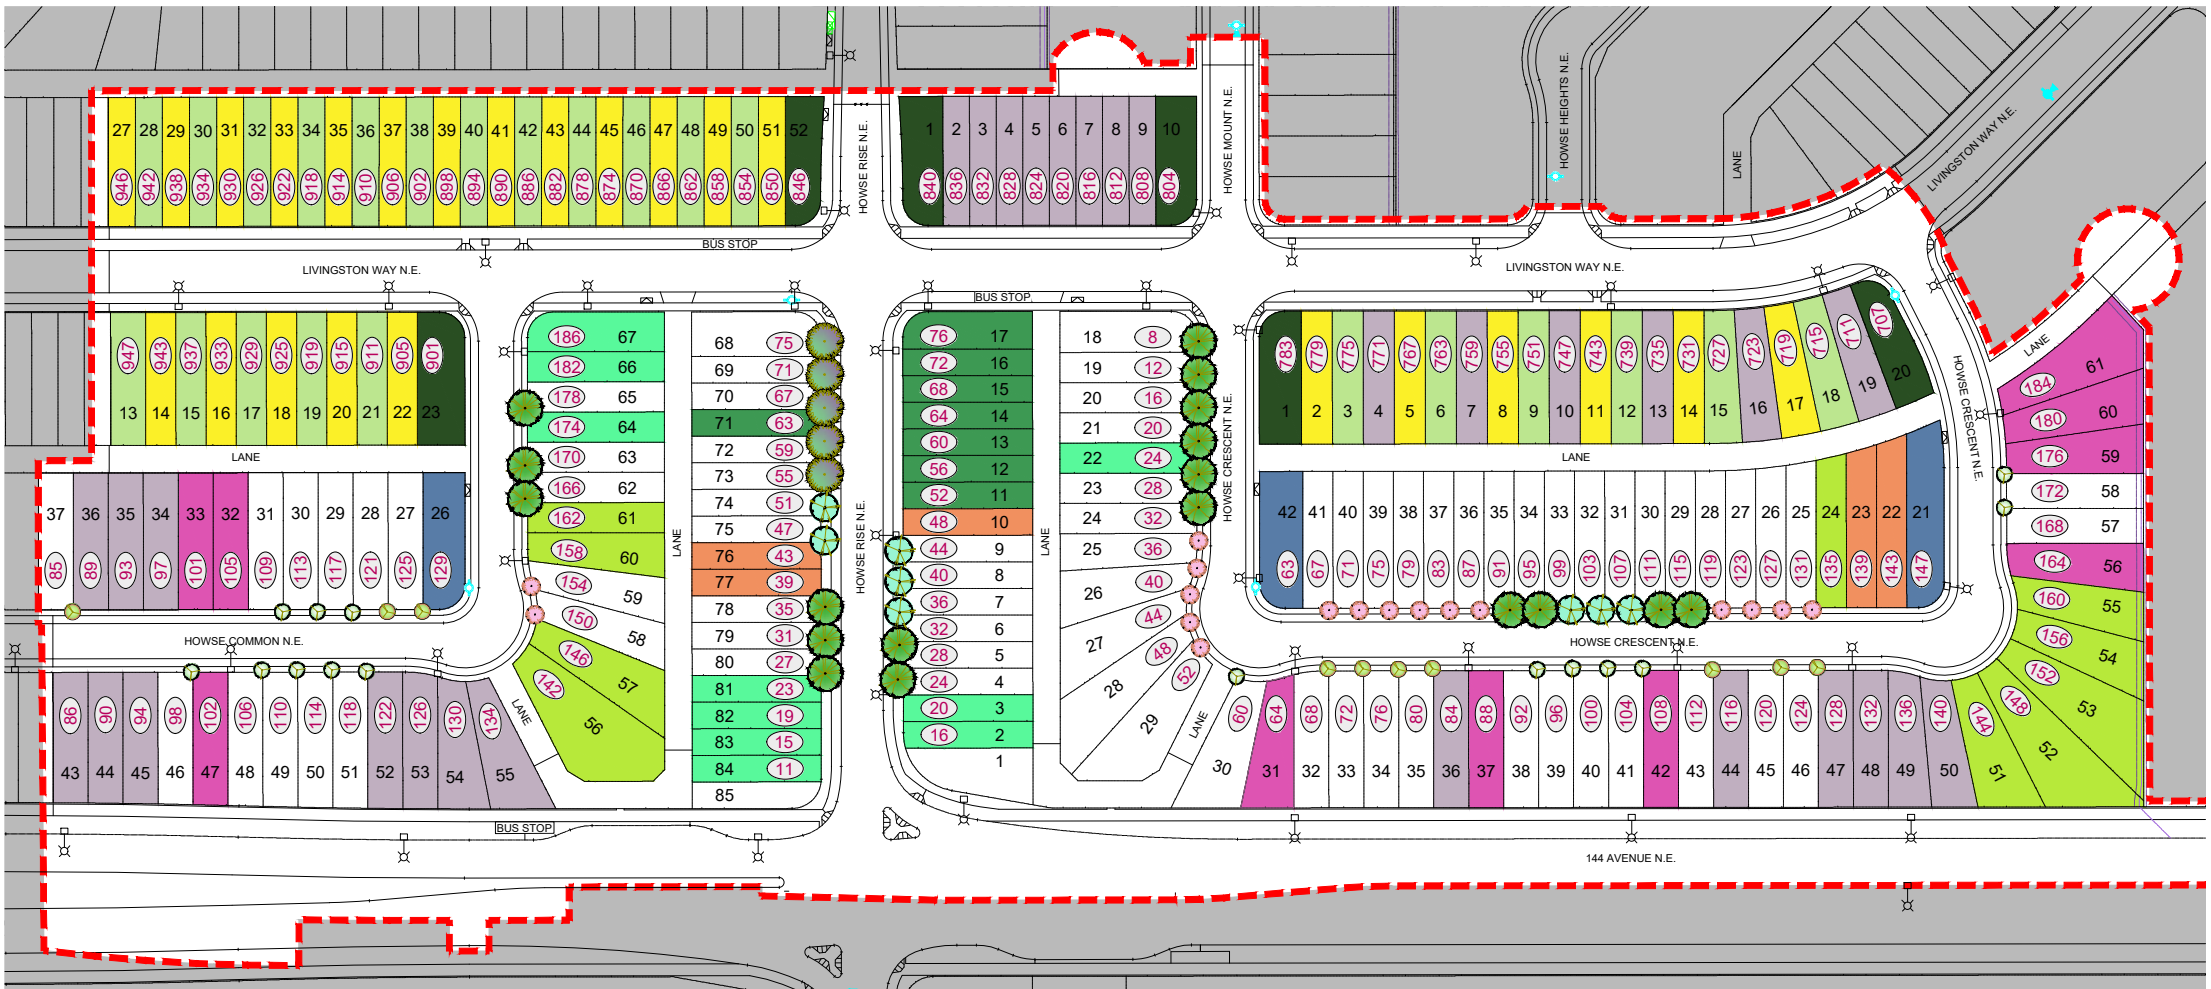 27 28 29 30 31 32 33 34 35 36 37 38 39 40 41 42 43 44 45 46 47 48 49 50 51 52
946 942 938 934 930 926 922 918 914 910 906 902 898 894 890 886 882 878 874 870 866 862 858 854 850 846
HOWSE RISE N.E.
1 2 3 4 5 6 7 8 9 10
840 836 832 828 824 820 816 812 808 804
HOWSE MOUNT N.E.
HOWSE HEIGHTS N.E.
LANE
LIVINGSTON WAY N.E.
BUS STOP
LIVINGSTON WAY N.E.
LIVINGSTON WAY N.E.
BUS STOP
947 943 937 933 929 925 919 915 911 905 901
13 14 15 16 17 18 19 20 21 22 23
LANE
37 36 35 34 33 32 31 30 29 28 27 26
85 89 93 97 101 105 109 113 117 121 125 129
HOWSE COMMON N.E.
86 90 94 98 102 106 110 114 118 122 126 130 134
43 44 45 46 47 48 49 50 51 52 53 54 55
LANE
186 67
182 66
178 65
174 64
170 63
166 62
162 61
158 60
154 59
150 58
146 57
142 56
LANE
68 75
69 71
70 67
71 63
72 59
73 55
74 51
75 47
76 43
77 39
78 35
79 31
80 27
81 23
82 19
83 15
84 11
85
HOWSE RISE N.E.
76 17
72 16
68 15
64 14
60 13
56 12
52 11
48 10
44 9
40 8
36 7
32 6
28 5
24 4
20 3
16 2
1
LANE
18 8
19 12
20 16
21 20
22 24
23 28
24 32
25 36
26 40
27 44
28 48
29 52
LANE
HOWSE CRESCENT N.E.
783 779 775 771 767 763 759 755 751 747 743 739 735 731 727 723 719 715 711 707
1 2 3 4 5 6 7 8 9 10 11 12 13 14 15 16 17 18 19 20
LANE
42 41 40 39 38 37 36 35 34 33 32 31 30 29 28 27 26 25 24 23 22 21
63 67 71 75 79 83 87 91 95 99 103 107 111 115 119 123 127 131 135 139 143 147
HOWSE CRESCENT N.E.
HOWSE CRESCENT N.E.
60 64 68 72 76 80 84 88 92 96 100 104 108 112 116 120 124 128 132 136 140 144 148 152 156 160
30 31 32 33 34 35 36 37 38 39 40 41 42 43 44 45 46 47 48 49 50 51 52 53 54 55
LANE
184 61
180 60
176 59
172 58
168 57
164 56
BUS STOP
144 AVENUE N.E.